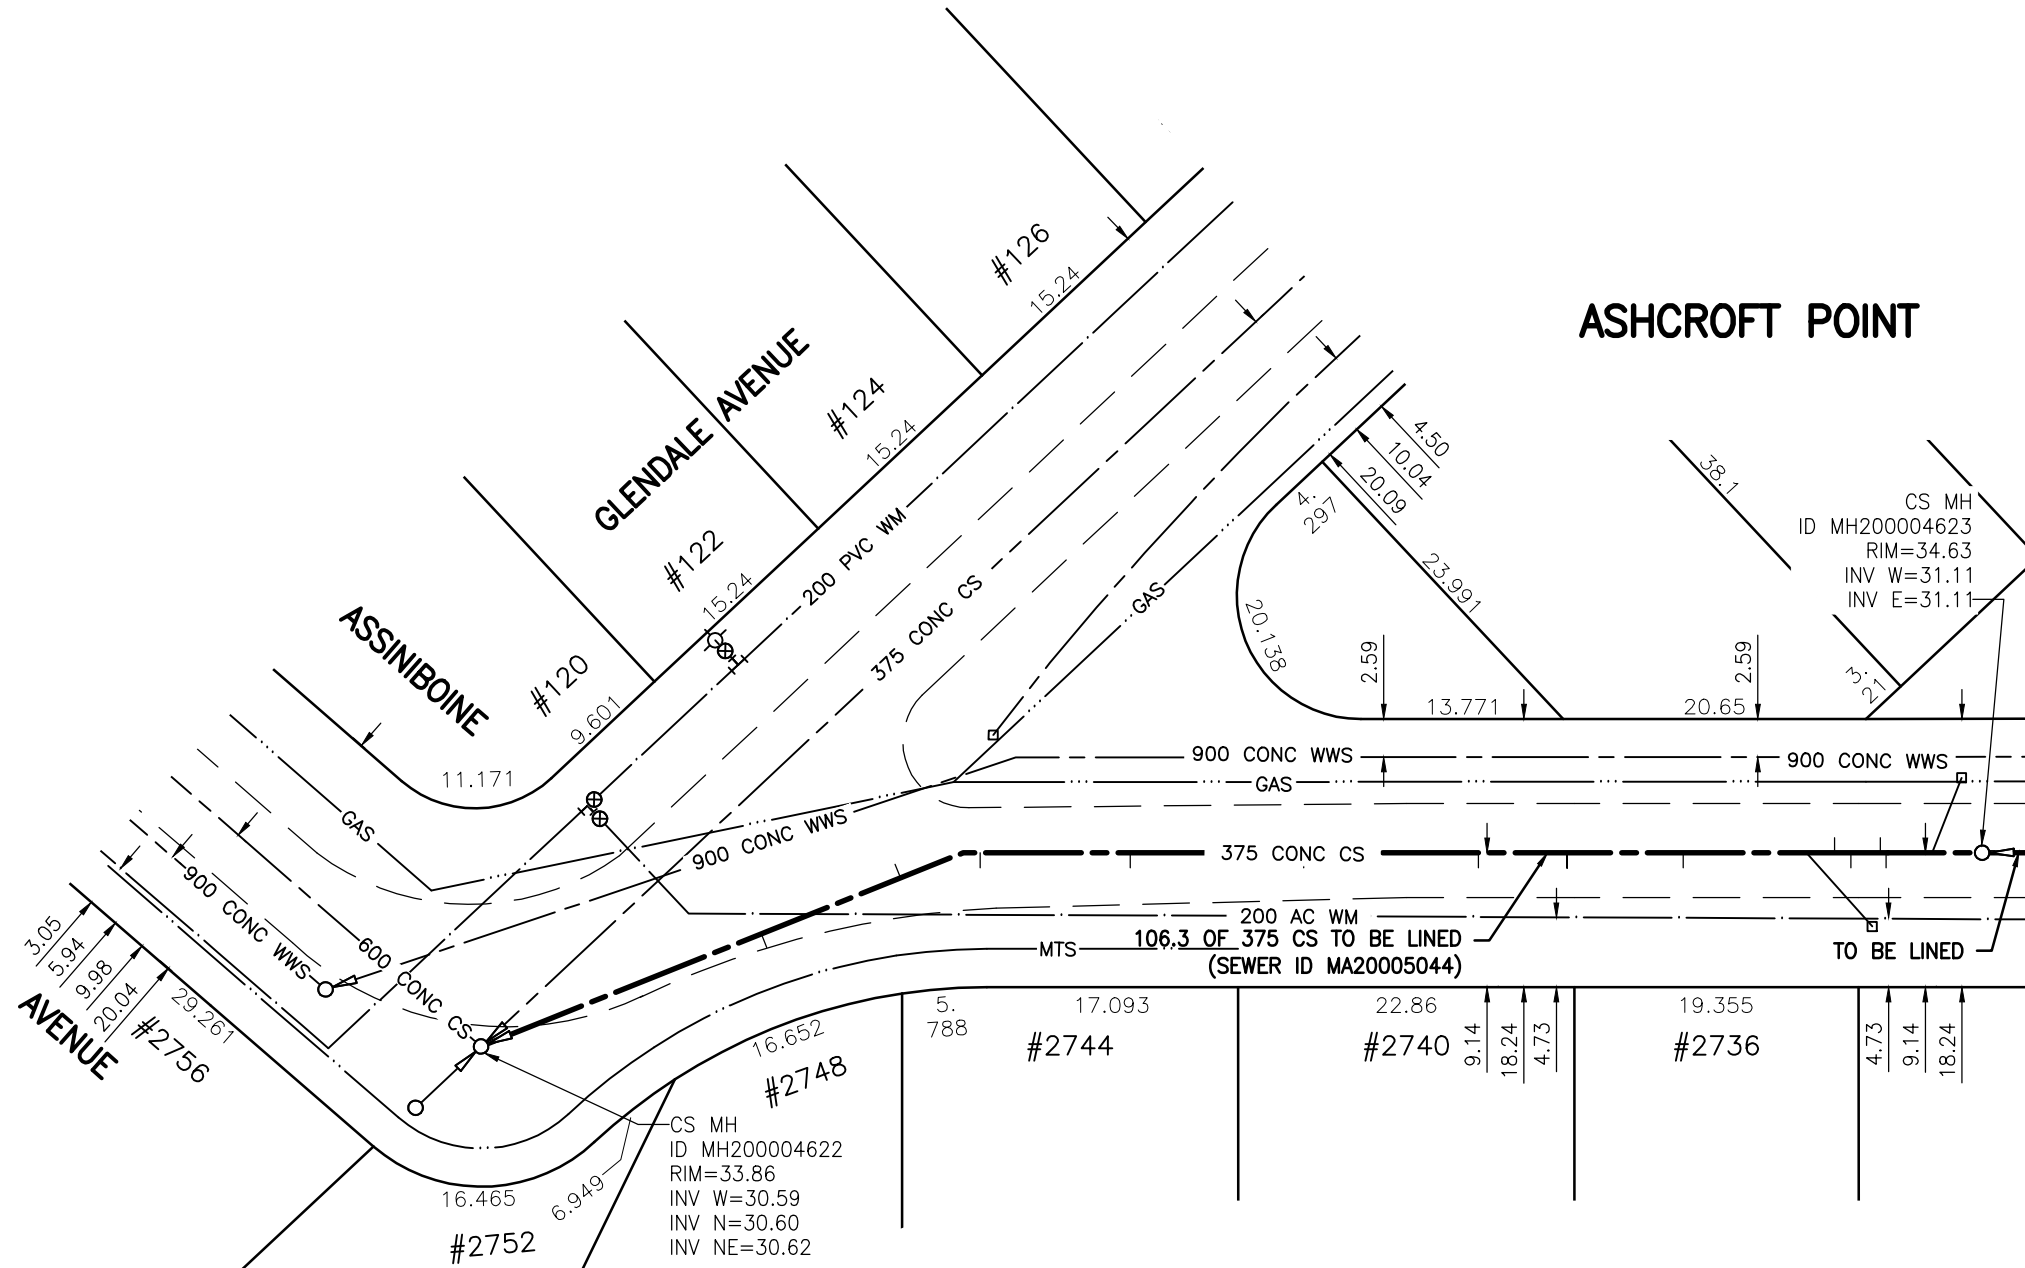 #126
15.24
ASHCROFT POINT
GLENDALE AVENUE
#124
15.24
4.50
10.04
20.09
4.
297
38.1
CS MH
ID MH200004623
RIM=34.63
INV W=31.11
INV E=31.11
#122
15.24
200 PVC WM
375 CONC CS
GAS
23.991
20.138
2.59
2.59
3.
21
ASSINIBOINE
#120
9.601
13.771
20.65
11.171
900 CONC WWS
900 CONC WWS
GAS
GAS
900 CONC WWS
375 CONC CS
900 CONC WWS
600 CONC CS
200 AC WM
106.3 OF 375 CS TO BE LINED
(SEWER ID MA20005044)
MTS
TO BE LINED
3.05
5.94
9.98
20.04
AVENUE
29.261
#2756
16.652
#2748
5.
788
17.093
#2744
22.86
#2740
9.14
18.24
4.73
19.355
#2736
4.73
9.14
18.24
CS MH
ID MH200004622
RIM=33.86
INV W=30.59
INV N=30.60
INV NE=30.62
16.465
6.949
#2752